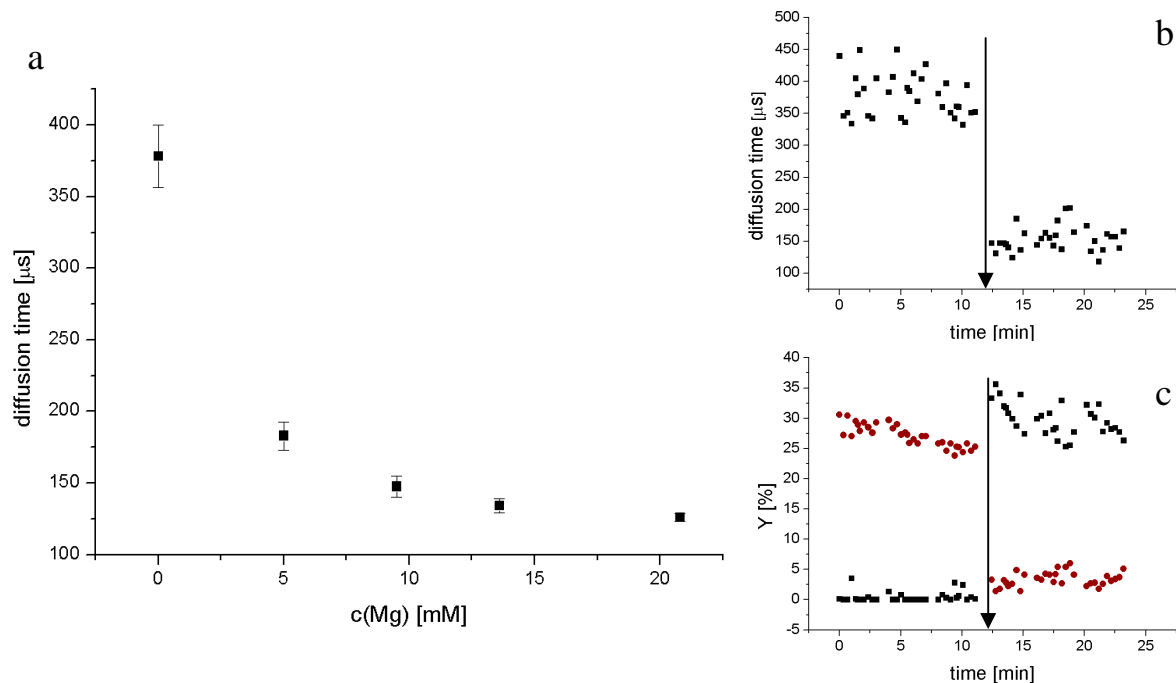 a
400
350
300
250
200
150
100
diffusion time [μs]
0 5 10 15 20
c(Mg) [mM]
b
500
450
400
350
300
250
200
150
100
diffusion time [μs]
0 5 10 15 20 25
time [min]
c
40
35
30
25
20
15
10
5
0
-5
Y [%]
0 5 10 15 20 25
time [min]